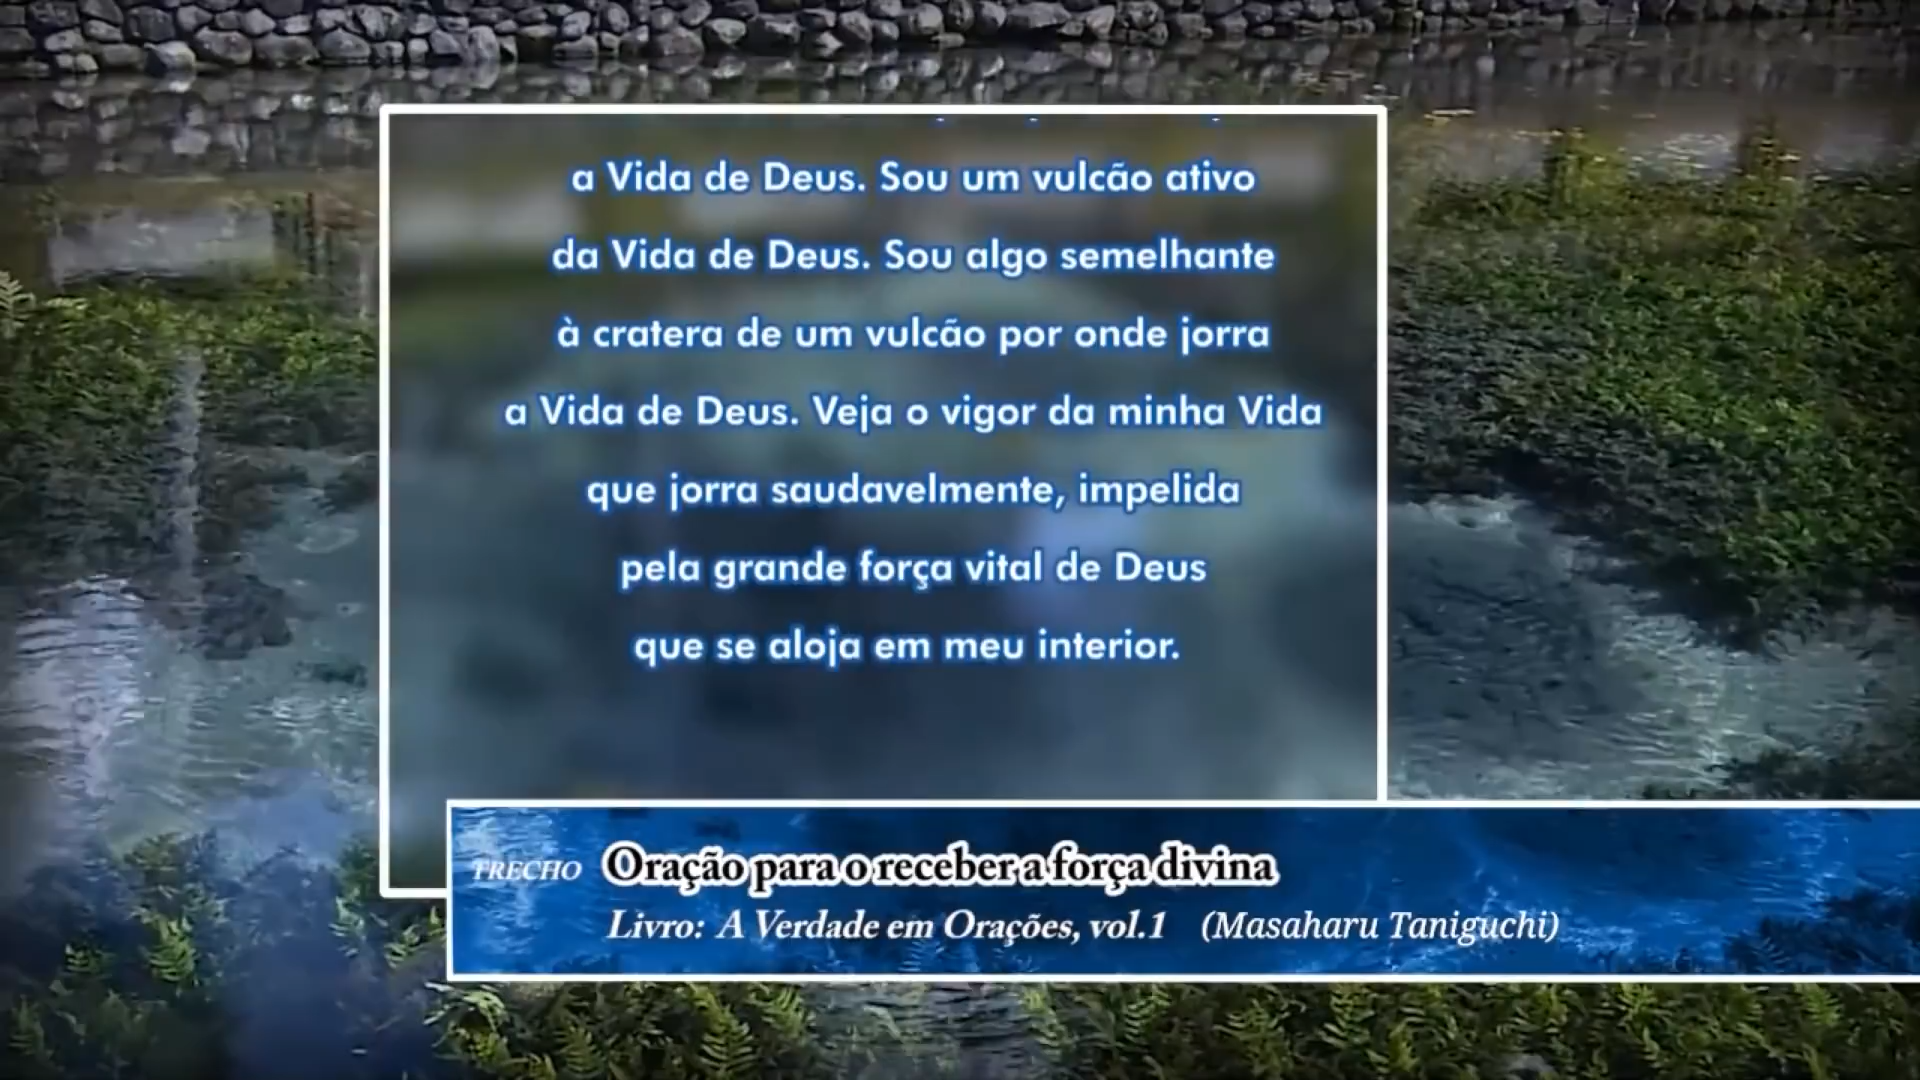 a Vida de Deus. Sou um vulcão ativo
da Vida de Deus. Sou algo semelhante
à cratera de um vulcão por onde jorra
a Vida de Deus. Veja o vigor da minha Vida
que jorra saudavelmente, impelida
pela grande força vital de Deus
que se aloja em meu interior.
TRECHO Oração para o receber a força divina
Livro: A Verdade em Orações, vol.1 (Masaharu Taniguchi)